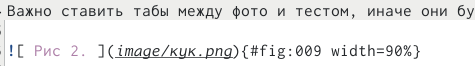 Важно ставить табы между фото и тестом, иначе они бу
![ Рис 2. ](image/кук.png){#fig:009 width=90%}